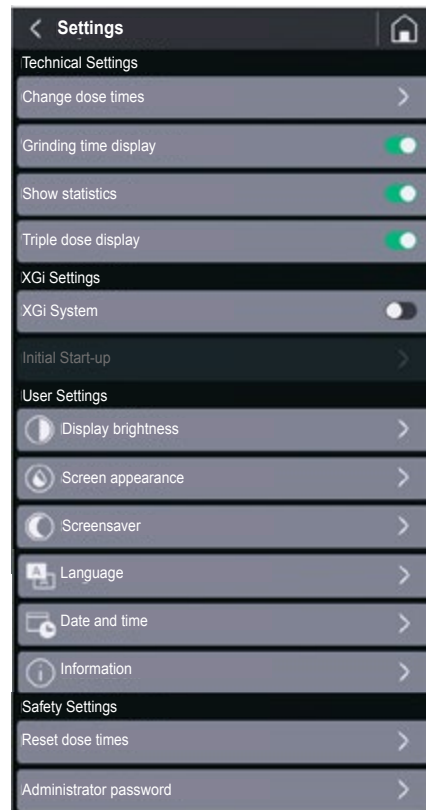 Settings
Technical Settings
Change dose times
Grinding time display
Show statistics
Triple dose display
XGi Settings
XGi System
Initial Start-up
User Settings
Display brightness
Screen appearance
Screensaver
Language
Date and time
Information
Safety Settings
Reset dose times
Administrator password